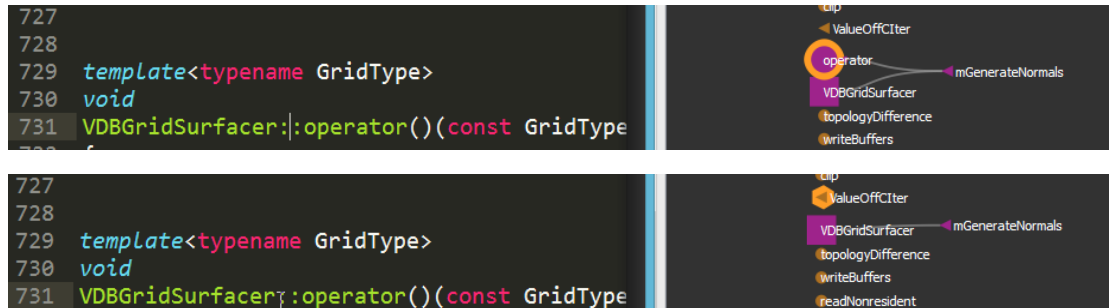 727
728
729 template<typename GridType>
730 void
731 VDBGridSurfacer::operator()(const GridType
clip
ValueOffCIter
operator
mGenerateNormals
VDBGridSurfacer
topologyDifference
writeBuffers
727
728
729 template<typename GridType>
730 void
731 VDBGridSurfacer::operator()(const GridType
clip
ValueOffCIter
VDBGridSurfacer
mGenerateNormals
topologyDifference
writeBuffers
readNonresident